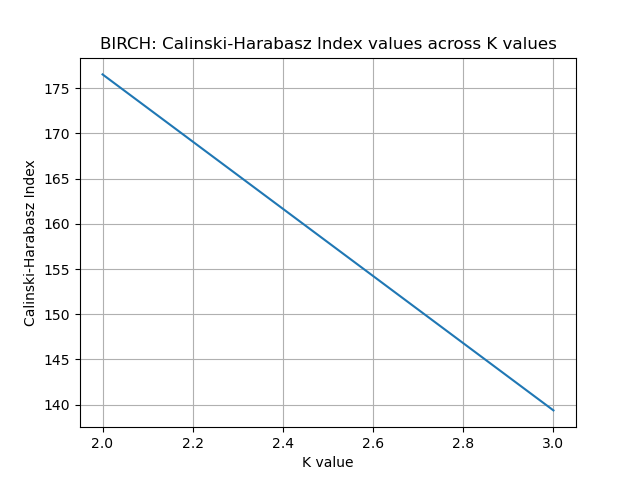 BIRCH: Calinski-Harabasz Index values across K values
Calinski-Harabasz Index
175
170
165
160
155
150
145
140
2.0 2.2 2.4 2.6 2.8 3.0
K value